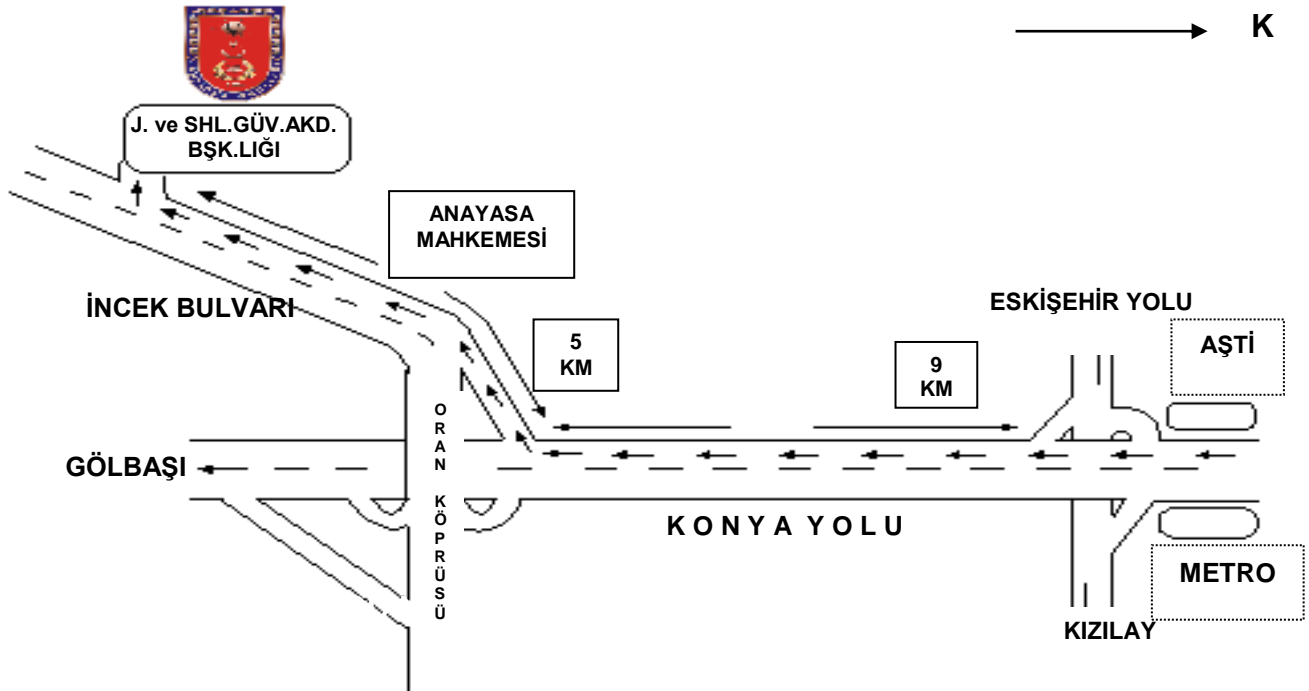 K
J. ve SHL.GÜV.AKD.
BŞK.LIĞI
ANAYASA
MAHKEMESİ
İNCEK BULVARI
ESKİŞEHİR YOLU
AŞTİ
5
KM
9
KM
ORAN KÖPRÜSÜ
GÖLBAŞI
KONYA YOLU
METRO
KIZILAY